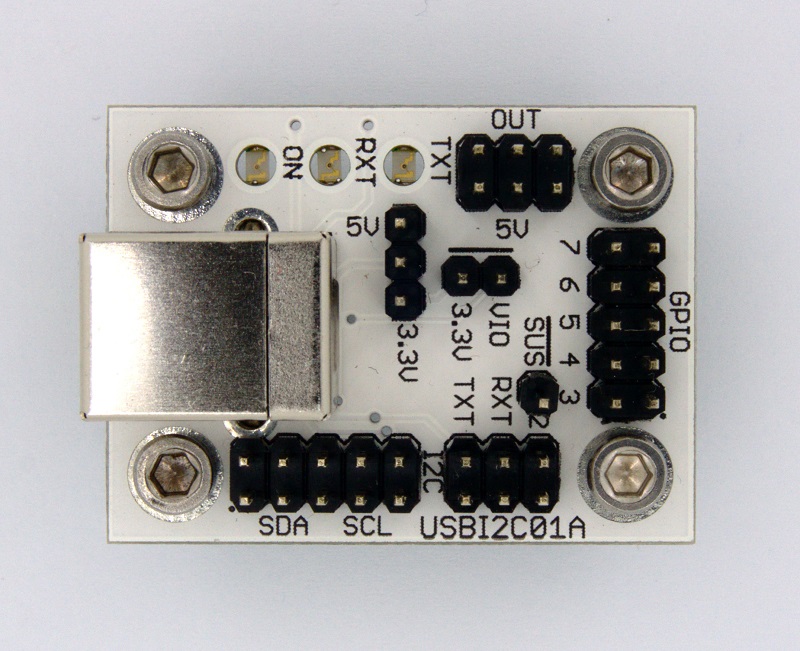 OUT
ON
RXT
TXT
5V
5V
7
6
5
4
3
GPIO
3.3V
3.3V
VIO
SUS
TXT
RXT
2
I2C
SDA
SCL
USBI2C01A